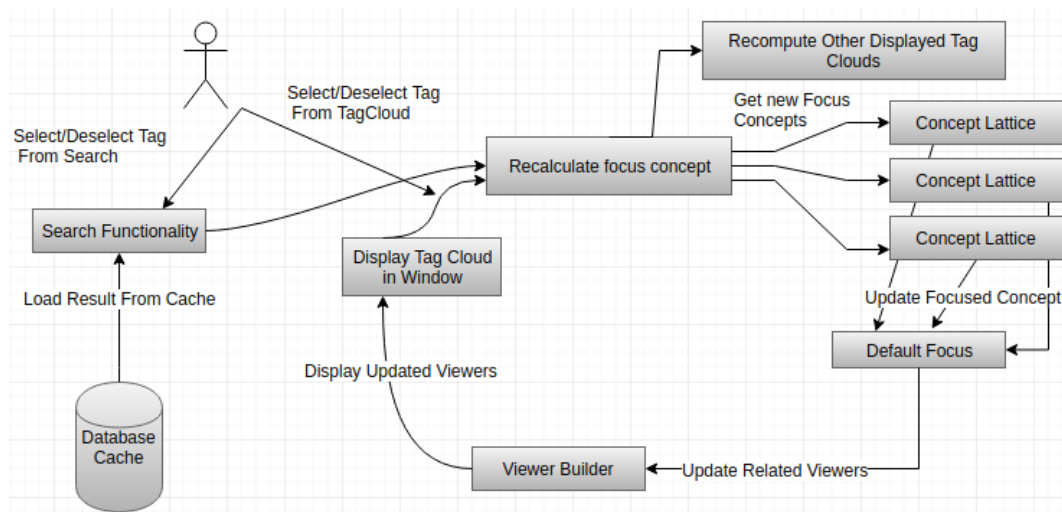 Recompute Other Displayed Tag
Clouds
Select/Deselect Tag
From TagCloud
Get new Focus
Concepts
Concept Lattice
Select/Deselect Tag
From Search
Recalculate focus concept
Concept Lattice
Search Functionality
Concept Lattice
Display Tag Cloud
in Window
Load Result From Cache
Update Focused Concept
Default Focus
Display Updated Viewers
Database
Cache
Viewer Builder
Update Related Viewers